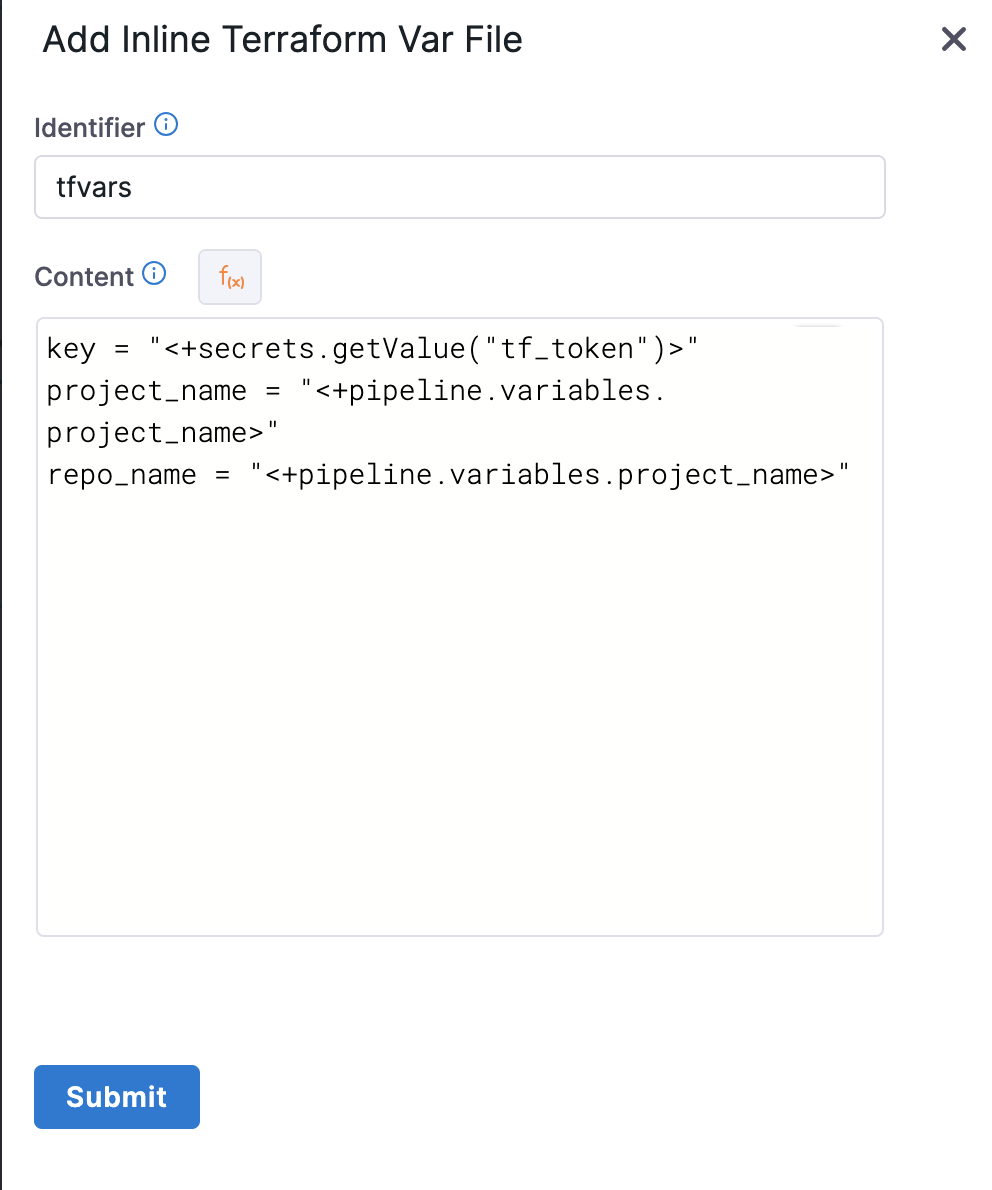 Add Inline Terraform Var File
Identifier
tfvars
Content f(x)
key = "<+secrets.getValue("tf_token")>"
project_name = "<+pipeline.variables.
project_name>"
repo_name = "<+pipeline.variables.project_name>"
Submit